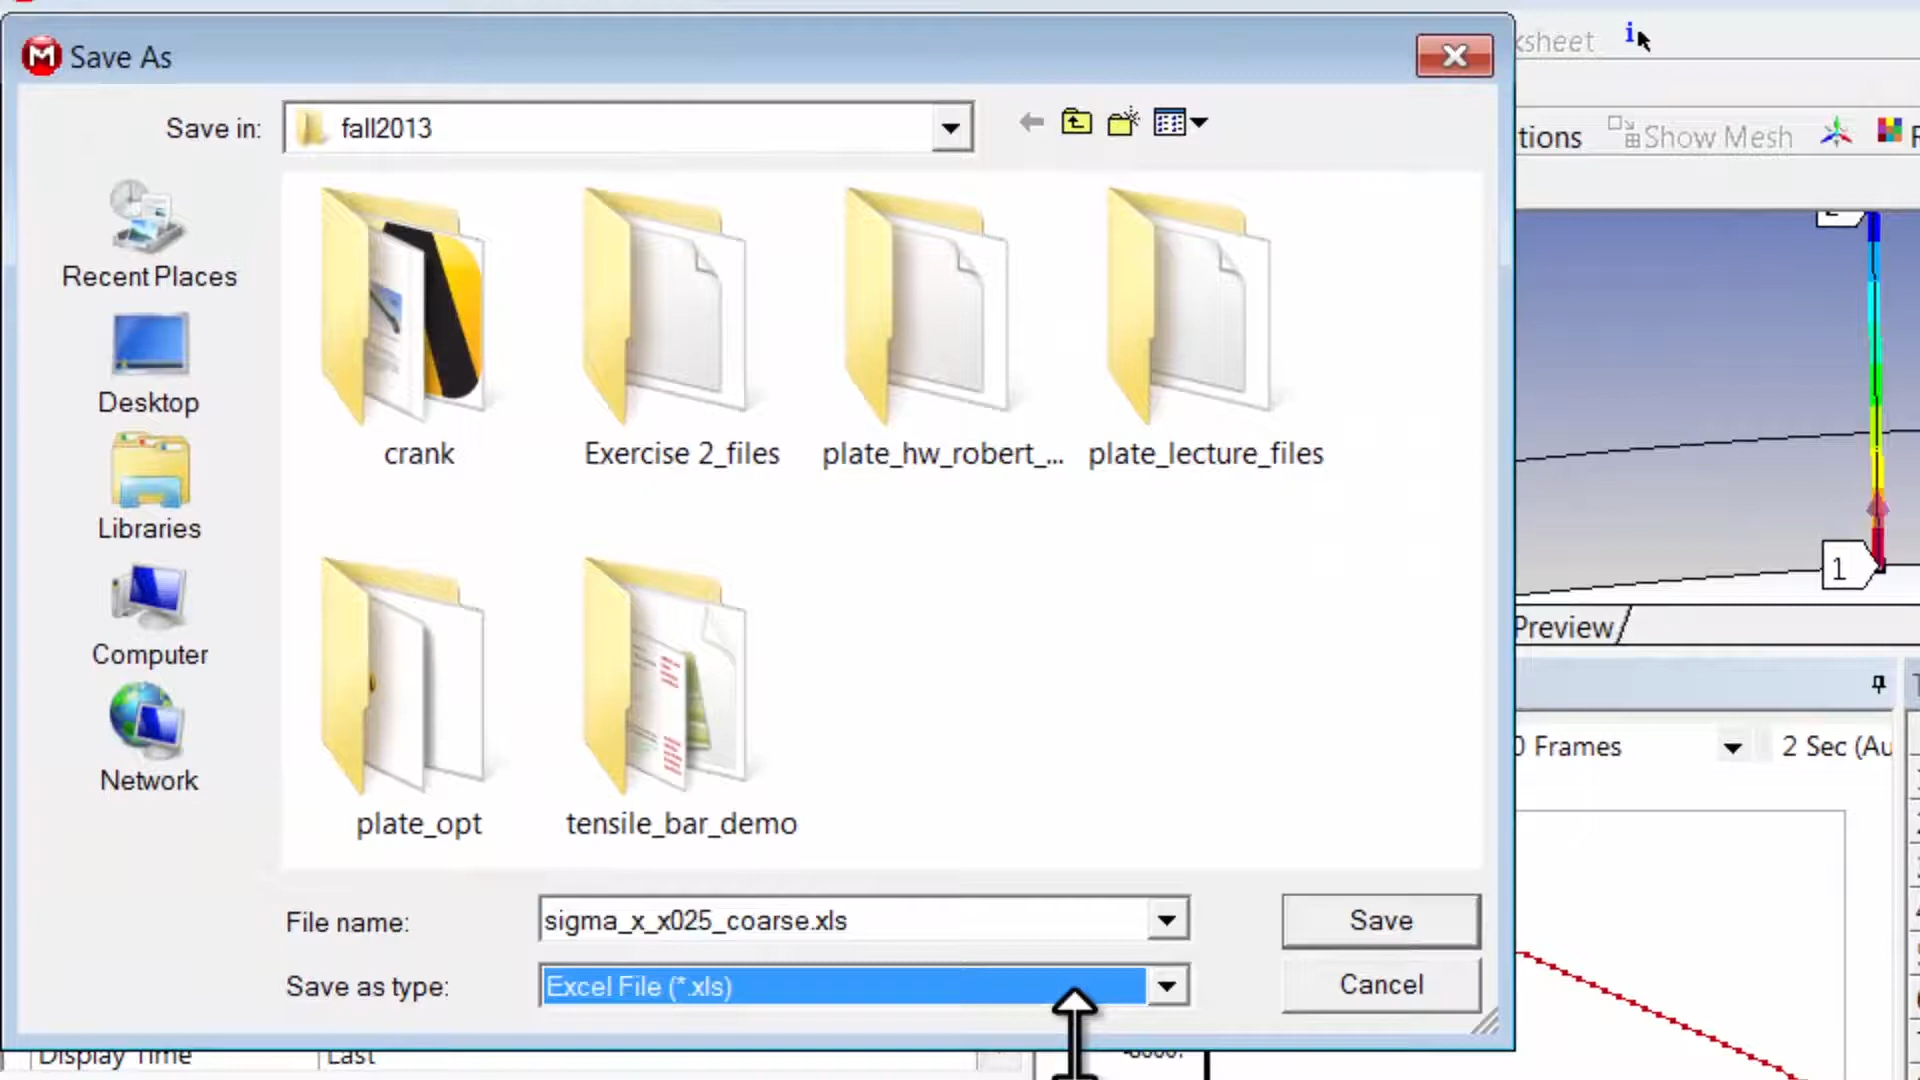 Save As
ksheet
Save in:
fall2013
tions
Show Mesh
Recent Places
Desktop
Libraries
Computer
Network
crank
Exercise 2_files
plate_hw_robert_...
plate_lecture_files
plate_opt
tensile_bar_demo
1
Preview
0 Frames
2 Sec (Au
File name:
sigma_x_x025_coarse.xls
Save
Save as type:
Excel File (*.xls)
Cancel
Display Time
Last